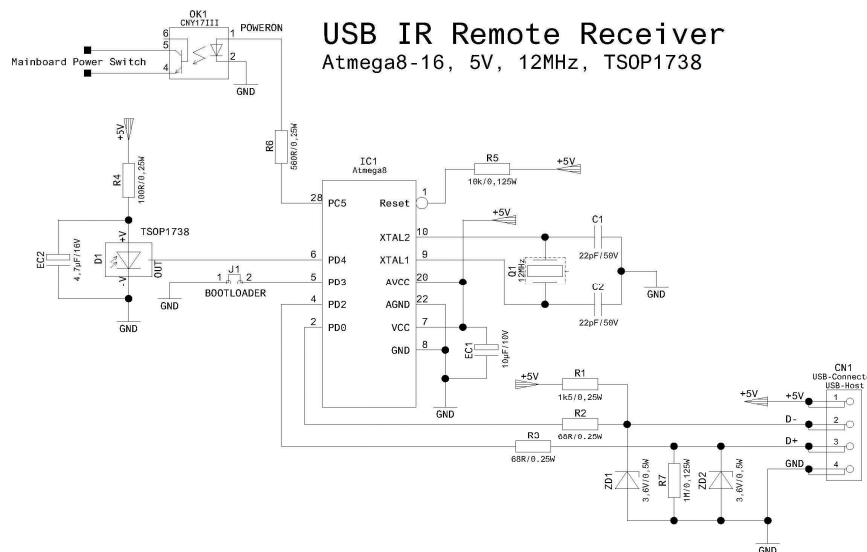 USB IR Remote Receiver
Atmega8-16, 5V, 12MHz, TSOP1738
OK1
CNY17III
POWERON
6
5
4
1
2
Mainboard Power Switch
GND
+5V
R4
100R/0,25W
R6
560R/0,25W
IC1
Atmega8
R5
10k/0,125W
+5V
28 PC5
Reset 1
+5V
XTAL2 10
XTAL1 9
C1
22pF/50V
Q1
12MHz
C2
22pF/50V
GND
TSOP1738
EC2
4,7µF/16V
D1
+V
-V
OUT
GND
6 PD4
J1
1 2
BOOTLOADER
GND
5 PD3
4 PD2
2 PD0
AVCC 20
AGND 22
VCC 7
GND 8
EC1
10µF/10V
GND
+5V
R1
1k5/0,25W
R2
68R/0.25W
R3
68R/0.25W
ZD1
3,6V/0,5W
R7
1M/0,125W
ZD2
3,6V/0,5W
CN1
USB-Connecto
USB-Host
+5V
+5V
1
D-
2
D+
3
GND
4
GND